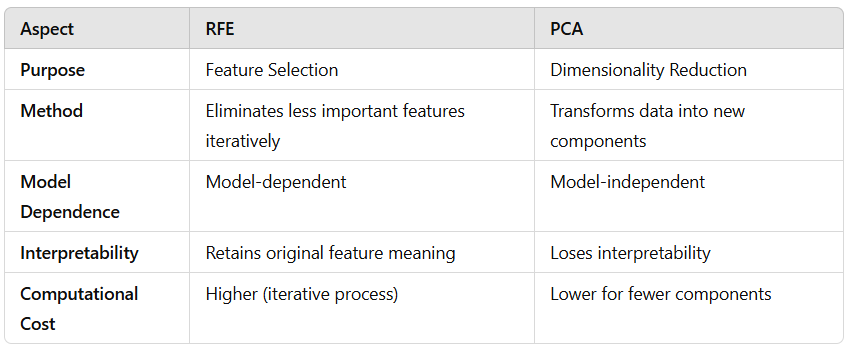 Aspect RFE PCA
Purpose Feature Selection Dimensionality Reduction
Method Eliminates less important features Transforms data into new
iteratively components
Model Model-dependent Model-independent
Dependence
Interpretability Retains original feature meaning Loses interpretability
Computational Higher (iterative process) Lower for fewer components
Cost